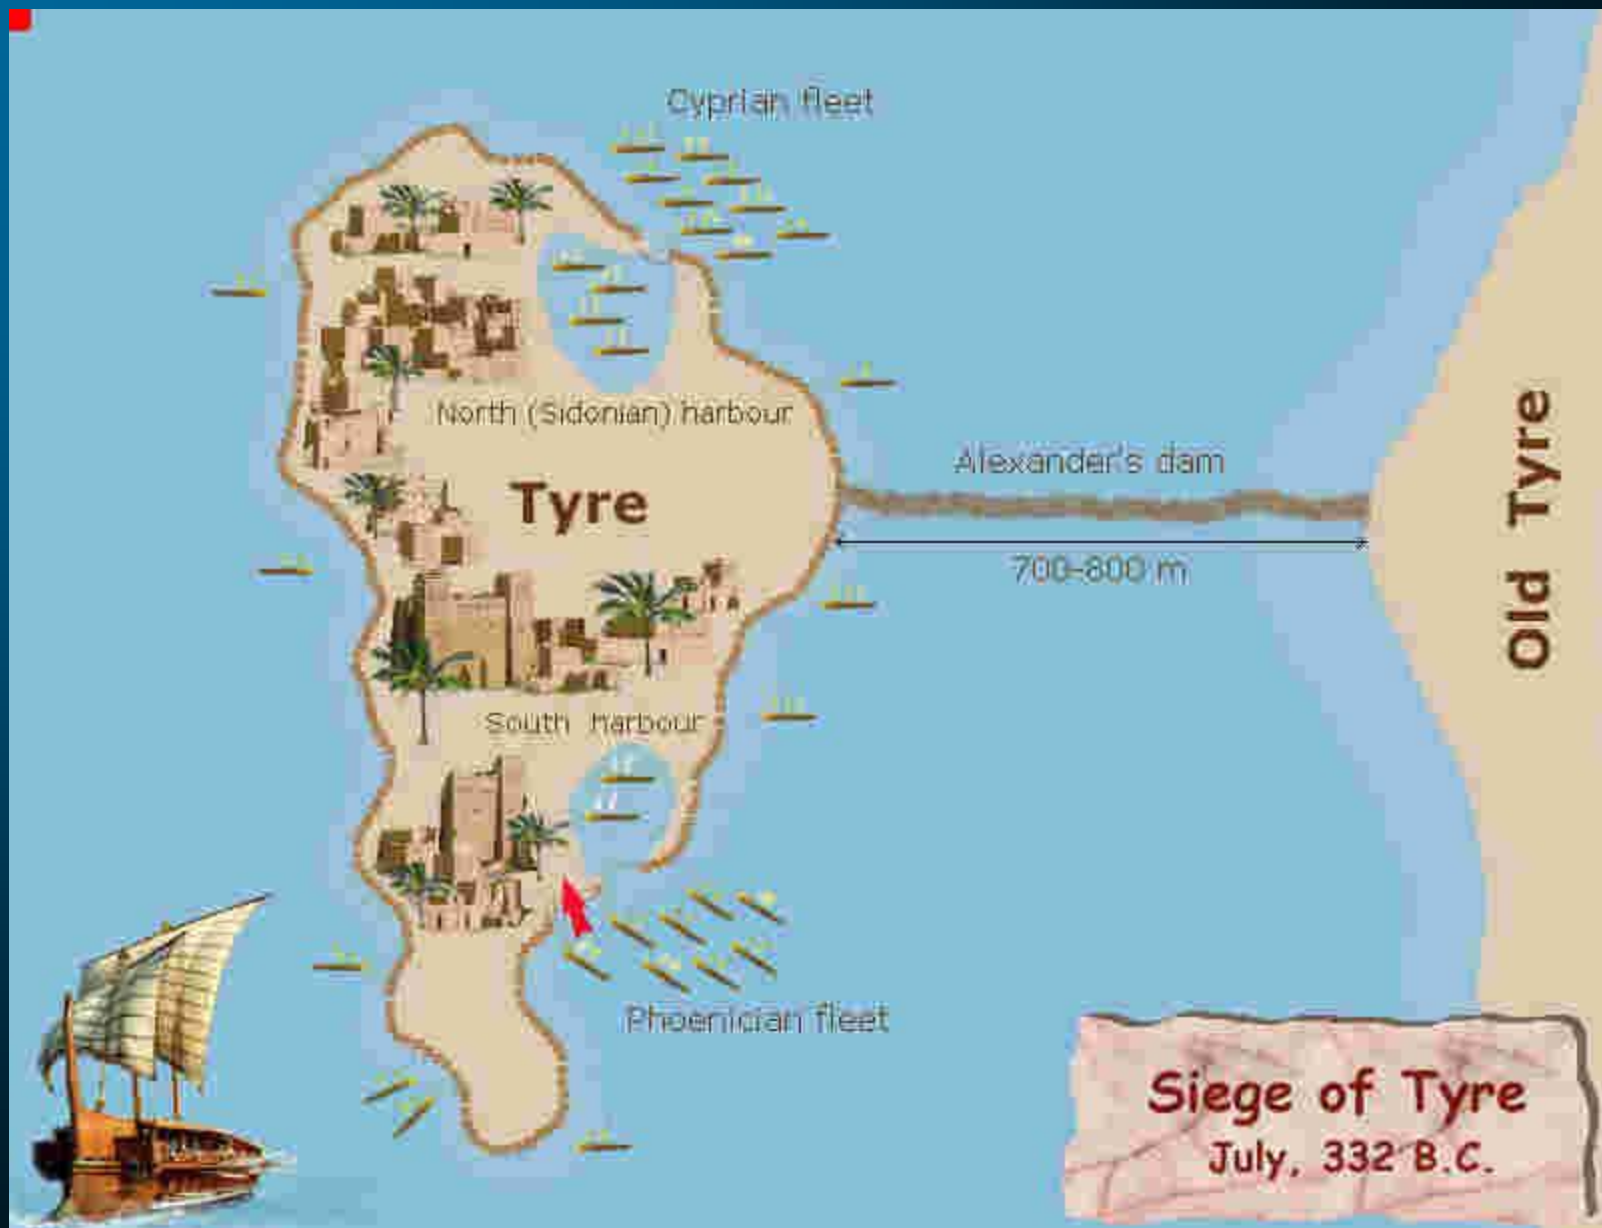 Cyprian fleet
North (Sidonian) harbour
Alexander's dam
Tyre
700-800 m
Old Tyre
South harbour
Phoenician fleet
Siege of Tyre
July, 332 B.C.